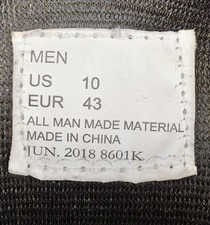 MEN
US 10
EUR 43
ALL MAN MADE MATERIAL
MADE IN CHINA
JUN. 2018 8601K